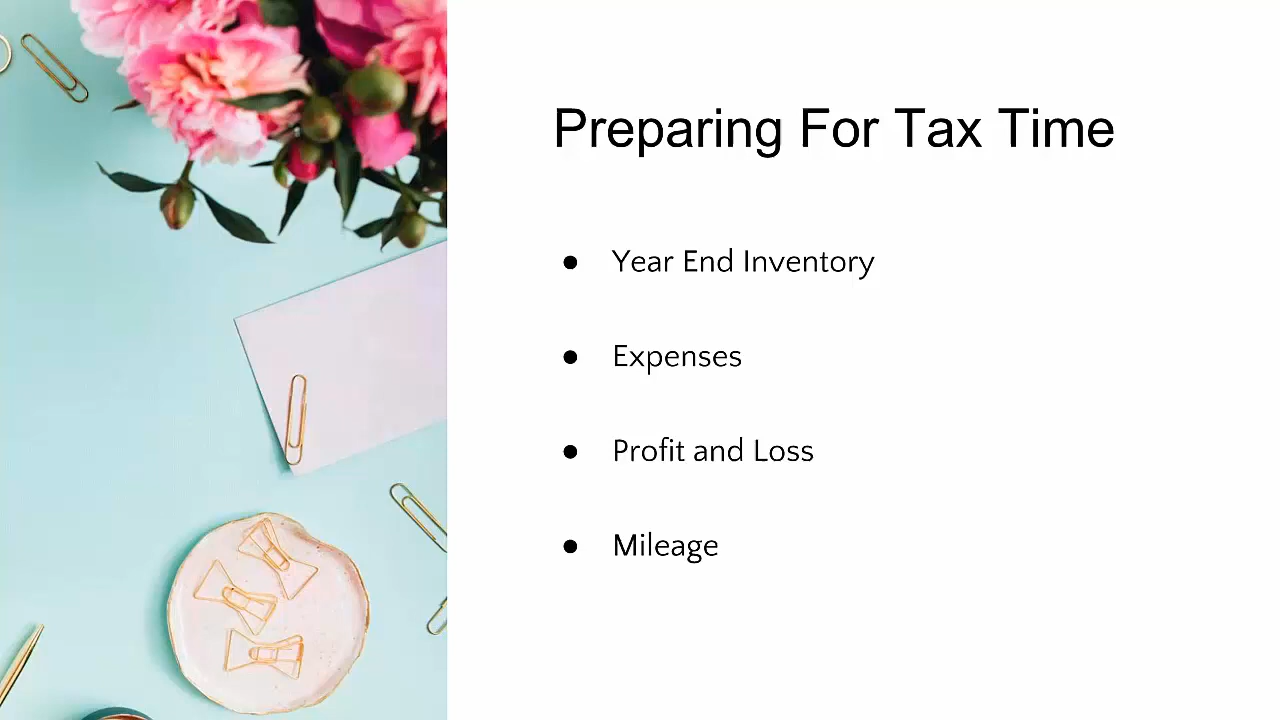 Preparing For Tax Time
● Year End Inventory
● Expenses
● Profit and Loss
● Mileage